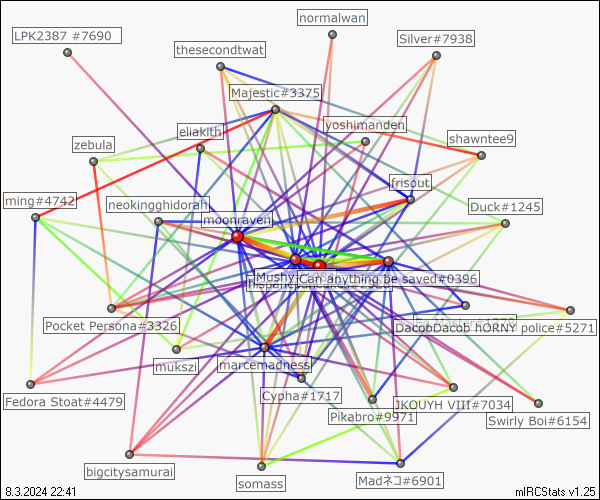 normalwan
LPK2387 #7690
Silver#7938
thesecondtwat
Majestic#3375
yoshimanden
eliakith
shawntee9
zebula
frisout
ming#4742
neokingghidorah
Duck#1245
moonraven
Mushy
Can anything be saved#0396
Pocket Persona#3326
DacobDacob hORNY police#5271
mukszil
marcemadness
Fedora Stoat#4479
Cypha#1717
JKOUYH VIII#7034
Pikabro#9971
Swirly Boi#6154
bigcitysamurai
somass
Madネコ#6901
8.3.2024 22:41
mIRCStats v1.25